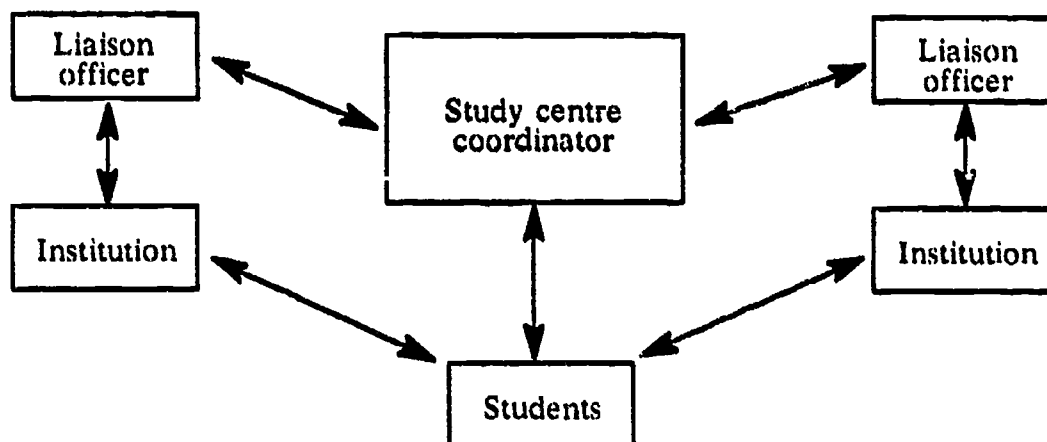 Liaison
officer
Study centre
coordinator
Liaison
officer
Institution
Institution
Students